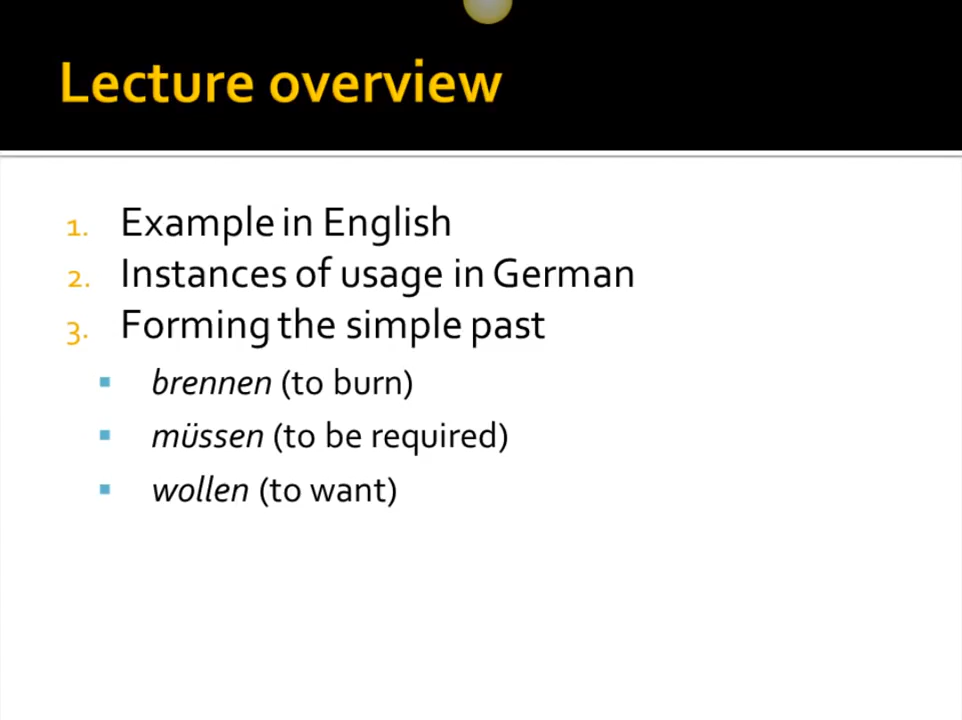 Lecture overview
1. Example in English
2. Instances of usage in German
3. Forming the simple past
▪ brennen (to burn)
▪ müssen (to be required)
▪ wollen (to want)